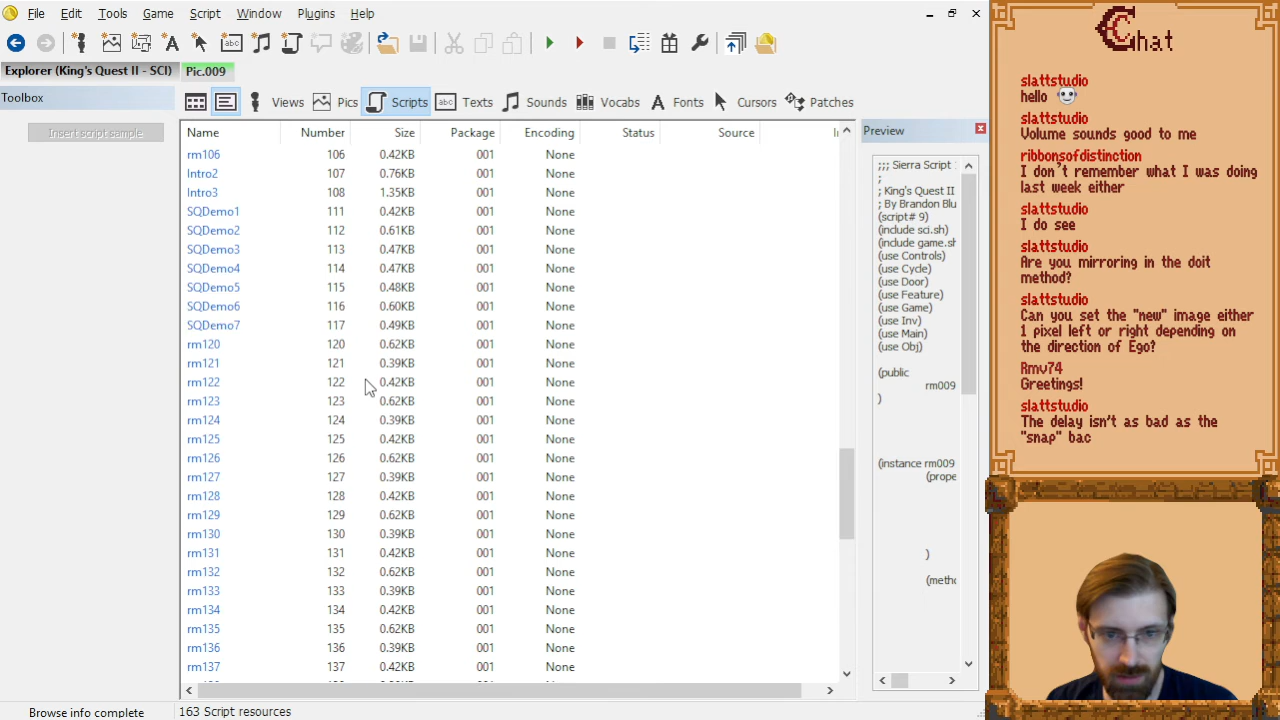 File Edit Tools Game Script Window Plugins Help
Explorer (King's Quest II - SCI) Pic.009
Toolbox
Insert script sample
Views Pics Scripts Texts Sounds Vocabs Fonts Cursors Patches
Name Number Size Package Encoding Status Source
rm106 106 0.42KB 001 None
Intro2 107 0.76KB 001 None
Intro3 108 1.35KB 001 None
SQDemo1 111 0.42KB 001 None
SQDemo2 112 0.61KB 001 None
SQDemo3 113 0.47KB 001 None
SQDemo4 114 0.47KB 001 None
SQDemo5 115 0.48KB 001 None
SQDemo6 116 0.60KB 001 None
SQDemo7 117 0.49KB 001 None
rm120 120 0.62KB 001 None
rm121 121 0.39KB 001 None
rm122 122 0.42KB 001 None
rm123 123 0.62KB 001 None
rm124 124 0.39KB 001 None
rm125 125 0.42KB 001 None
rm126 126 0.62KB 001 None
rm127 127 0.39KB 001 None
rm128 128 0.42KB 001 None
rm129 129 0.62KB 001 None
rm130 130 0.39KB 001 None
rm131 131 0.42KB 001 None
rm132 132 0.62KB 001 None
rm133 133 0.39KB 001 None
rm134 134 0.42KB 001 None
rm135 135 0.62KB 001 None
rm136 136 0.39KB 001 None
rm137 137 0.42KB 001 None
Preview
;;; Sierra Script
;
; King's Quest II
; By Brandon Blu
(script# 9)
(include sci.sh)
(include game.sh
(use Controls)
(use Cycle)
(use Door)
(use Feature)
(use Game)
(use Inv)
(use Main)
(use Obj)
(public
rm009
)
(instance rm009
(prope
)
(meth
Browse info complete 163 Script resources
Chat
slattstudio
hello
slattstudio
Volume sounds good to me
ribbonsofdistinction
I don't remember what I was doing
last week either
slattstudio
I do see
slattstudio
Are you mirroring in the doit
method?
slattstudio
Can you set the "new" image either
1 pixel left or right depending on
the direction of Ego?
Rmv74
Greetings!
slattstudio
The delay isn't as bad as the
"snap" bac